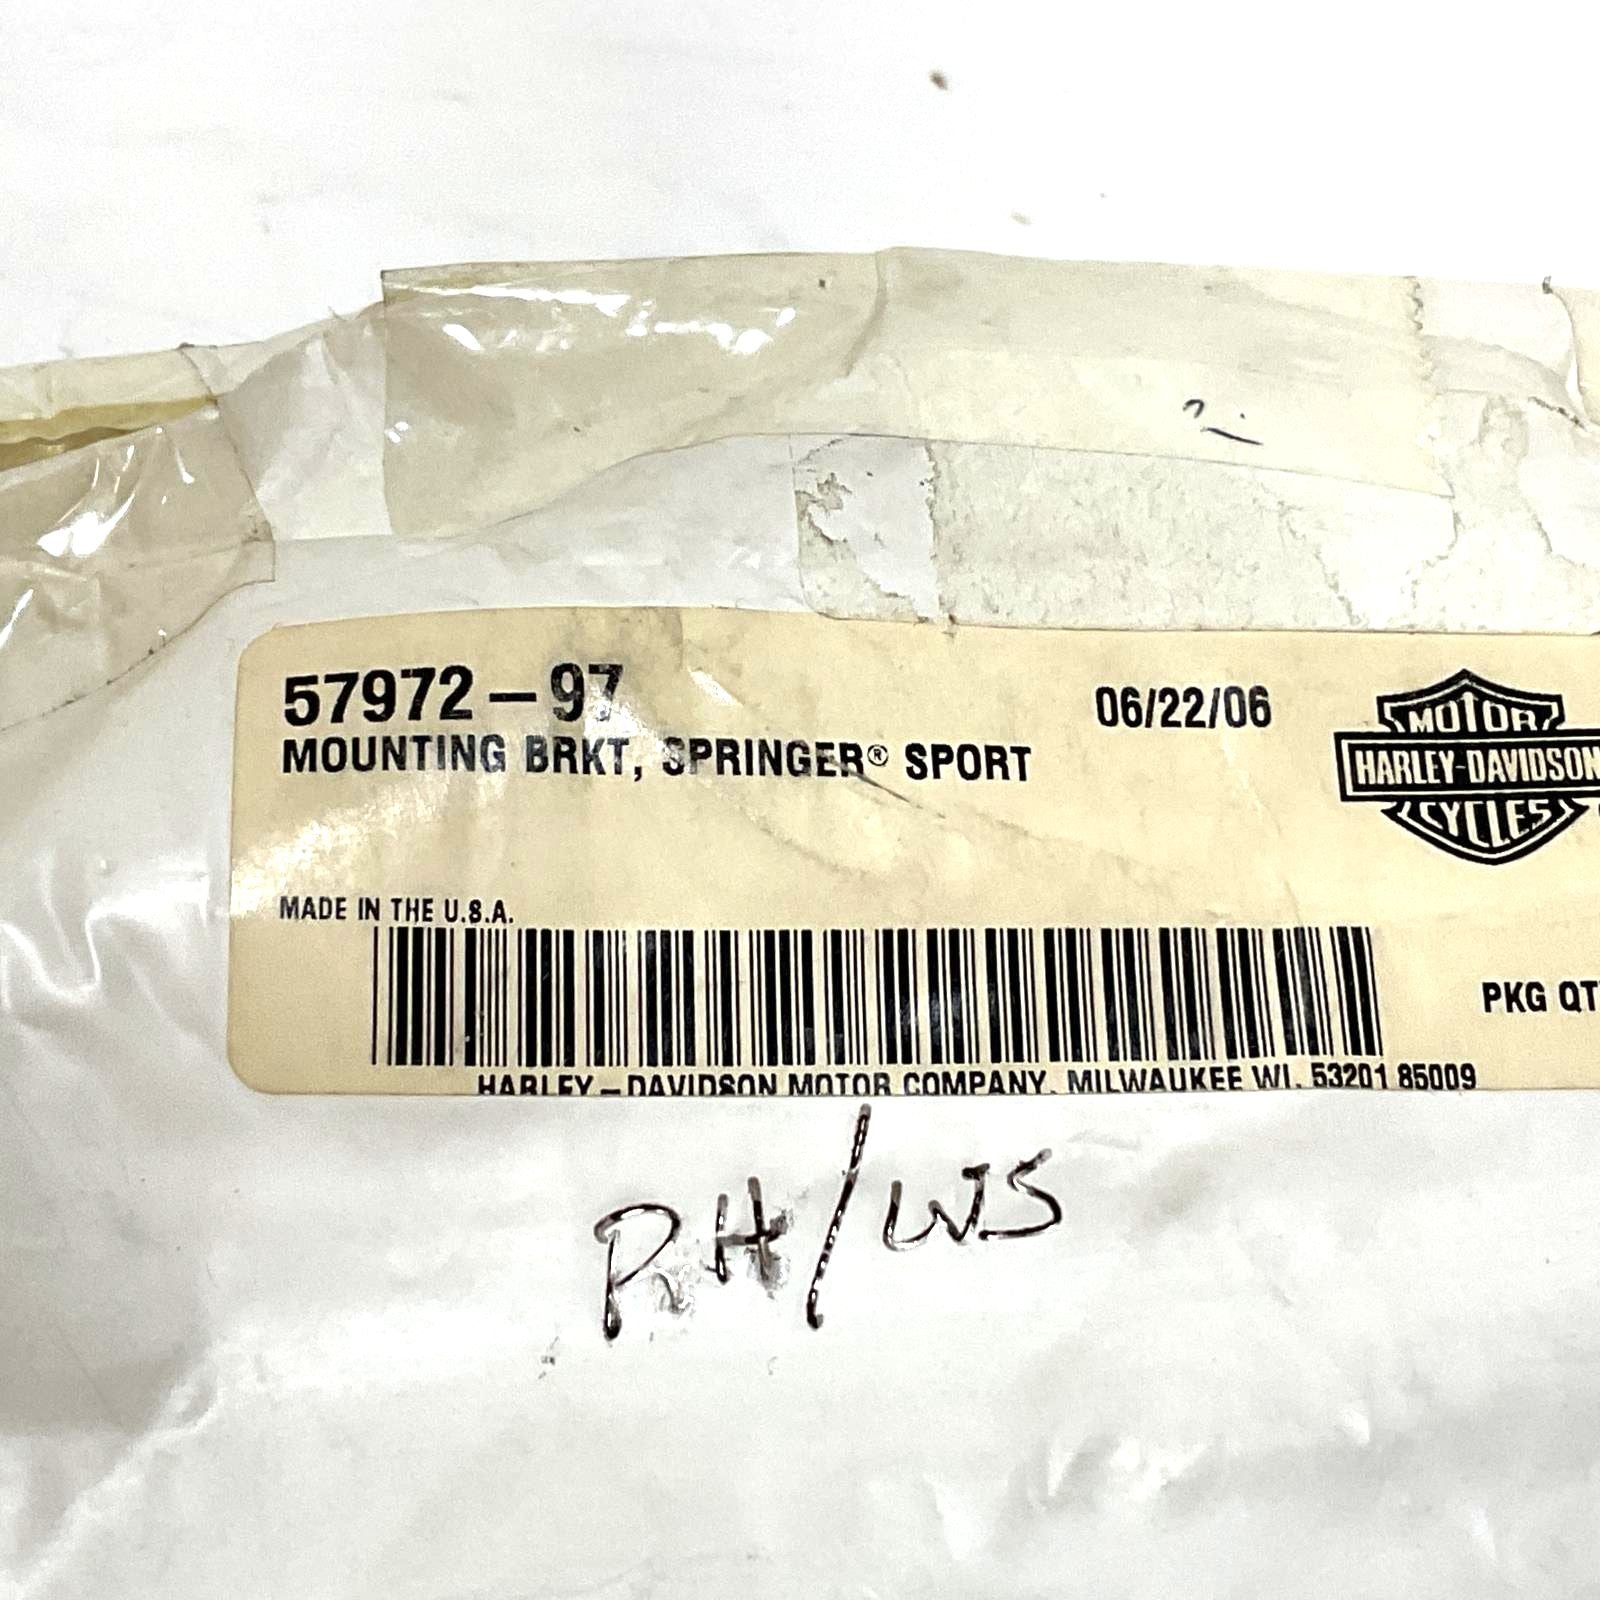 57972-97
06/22/06
MOUNTING BRKT, SPRINGER® SPORT
MOTOR
HARLEY-DAVIDSON
CYCLES
MADE IN THE U.S.A.
PKG QT
HARLEY-DAVIDSON MOTOR COMPANY, MILWAUKEE WI. 53201 85009
RH/WS